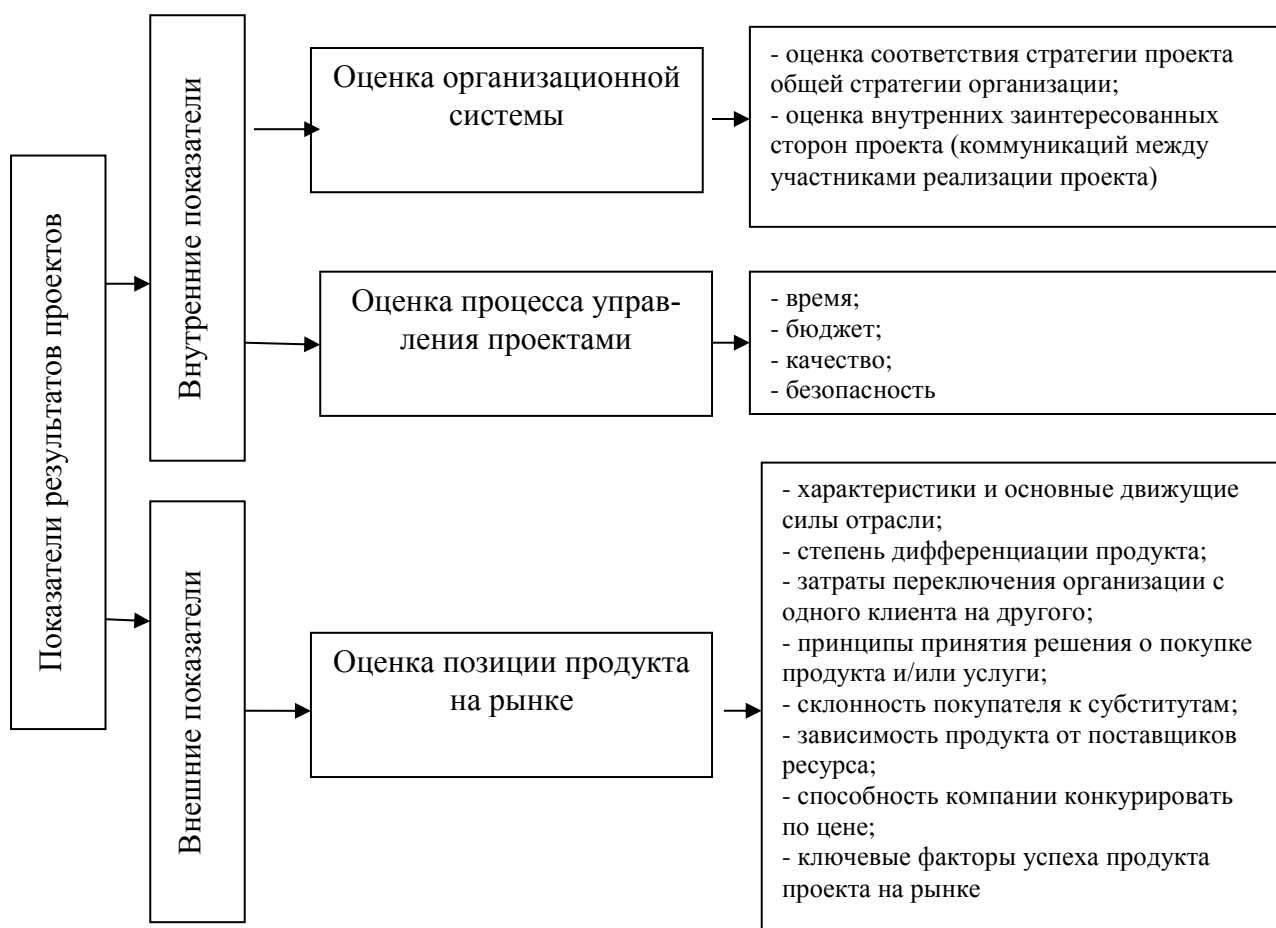 Показатели результатов проектов
Внутренние показатели
Оценка организационной
системы
- оценка соответствия стратегии проекта
общей стратегии организации;
- оценка внутренних заинтересованных
сторон проекта (коммуникаций между
участниками реализации проекта)
Оценка процесса управ-
ления проектами
- время;
- бюджет;
- качество;
- безопасность
Внешние показатели
Оценка позиции продукта
на рынке
- характеристики и основные движущие
силы отрасли;
- степень дифференциации продукта;
- затраты переключения организации с
одного клиента на другого;
- принципы принятия решения о покупке
продукта и/или услуги;
- склонность покупателя к субститутам;
- зависимость продукта от поставщиков
ресурса;
- способность компании конкурировать
по цене;
- ключевые факторы успеха продукта
проекта на рынке